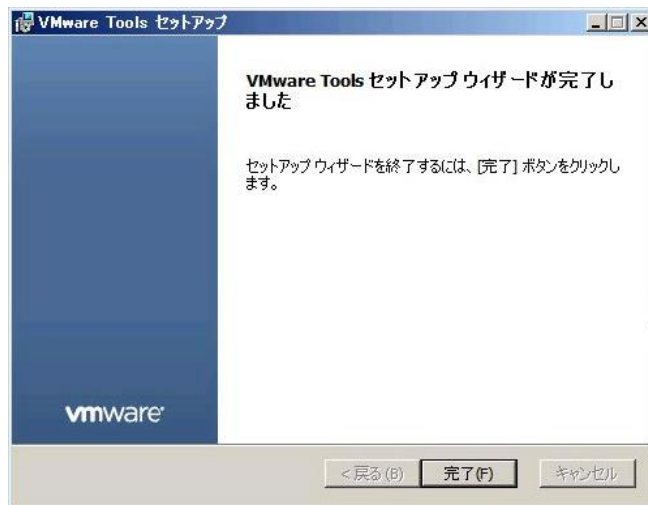 VMware Tools セットアップ
VMware Tools セットアップ ウィザードが完了し
ました
セットアップ ウィザードを終了するには、[完了] ボタンをクリックし
ます。
vmware
< 戻る(B)
完了(F)
キャンセル